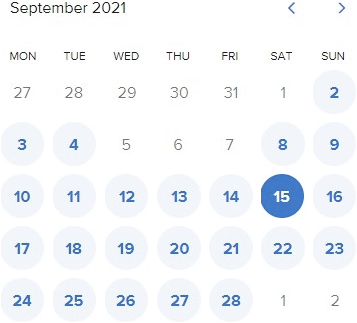 September 2021
MON TUE WED THU FRI SAT SUN
27 28 29 30 31 1 2
3 4 5 6 7 8 9
10 11 12 13 14 15 16
17 18 19 20 21 22 23
24 25 26 27 28 1 2